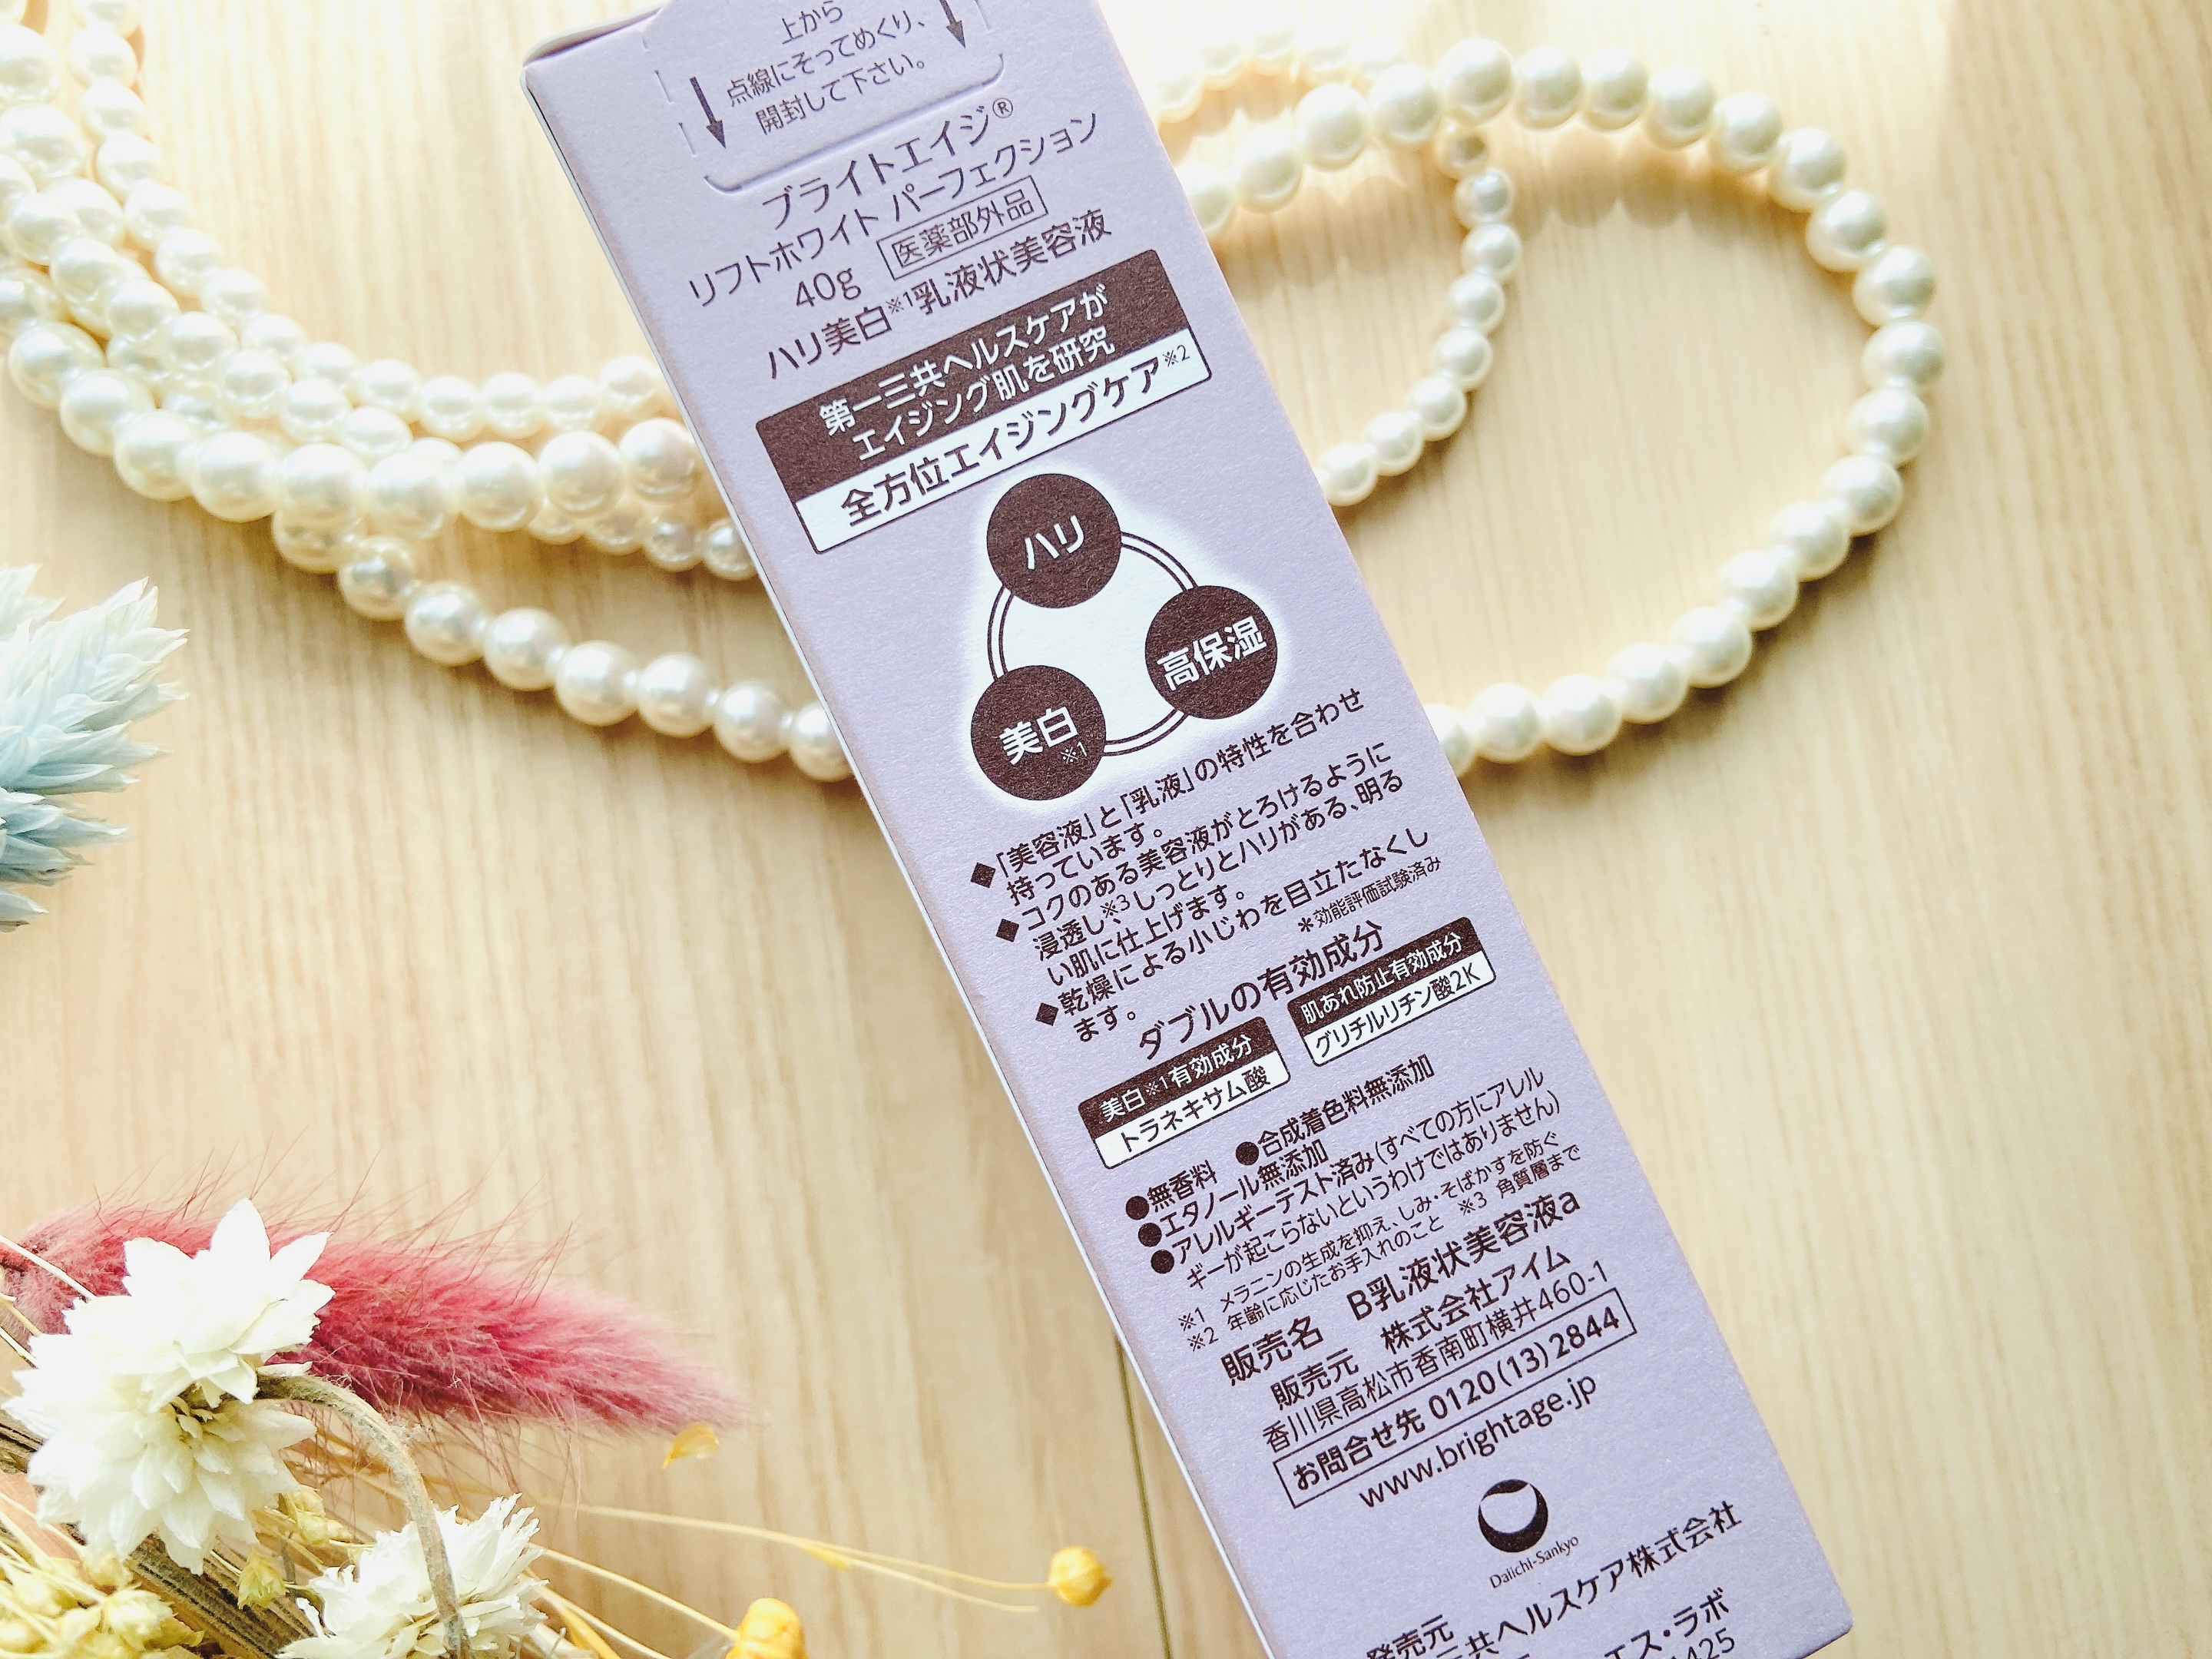 上から
点線にそってめくり、
開封して下さい。
ブライトエイジ®
リフトホワイト パーフェクション
40g 医薬部外品
ハリ美白※1乳液状美容液
第一三共ヘルスケアが
エイジング肌を研究
全方位エイジングケア※2
ハリ
高保湿
美白※1
◆「美容液」と「乳液」の特性を合わせ
持っています。
◆コクのある美容液がとろけるように
浸透し※3、しっとりとハリがある、明る
い肌に仕上げます。
◆乾燥による小じわを目立たなくし
ます。 *効能評価試験済み
ダブルの有効成分
美白※1有効成分
トラネキサム酸
肌あれ防止有効成分
グリチルリチン酸2K
●無香料 ●合成着色料無添加
●エタノール無添加
●アレルギーテスト済み(すべての方にアレル
ギーが起こらないというわけではありません)
※1 メラニンの生成を抑え、しみ・そばかすを防ぐ
※2 年齢に応じたお手入れのこと ※3 角質層まで
販売名 B乳液状美容液a
販売元 株式会社アイム
香川県高松市香南町横井460-1
お問合せ先 0120(13)2844
www.brightage.jp
Daiichi-Sankyo
発売元
三共ヘルスケア株式会社
エス・ラボ
425